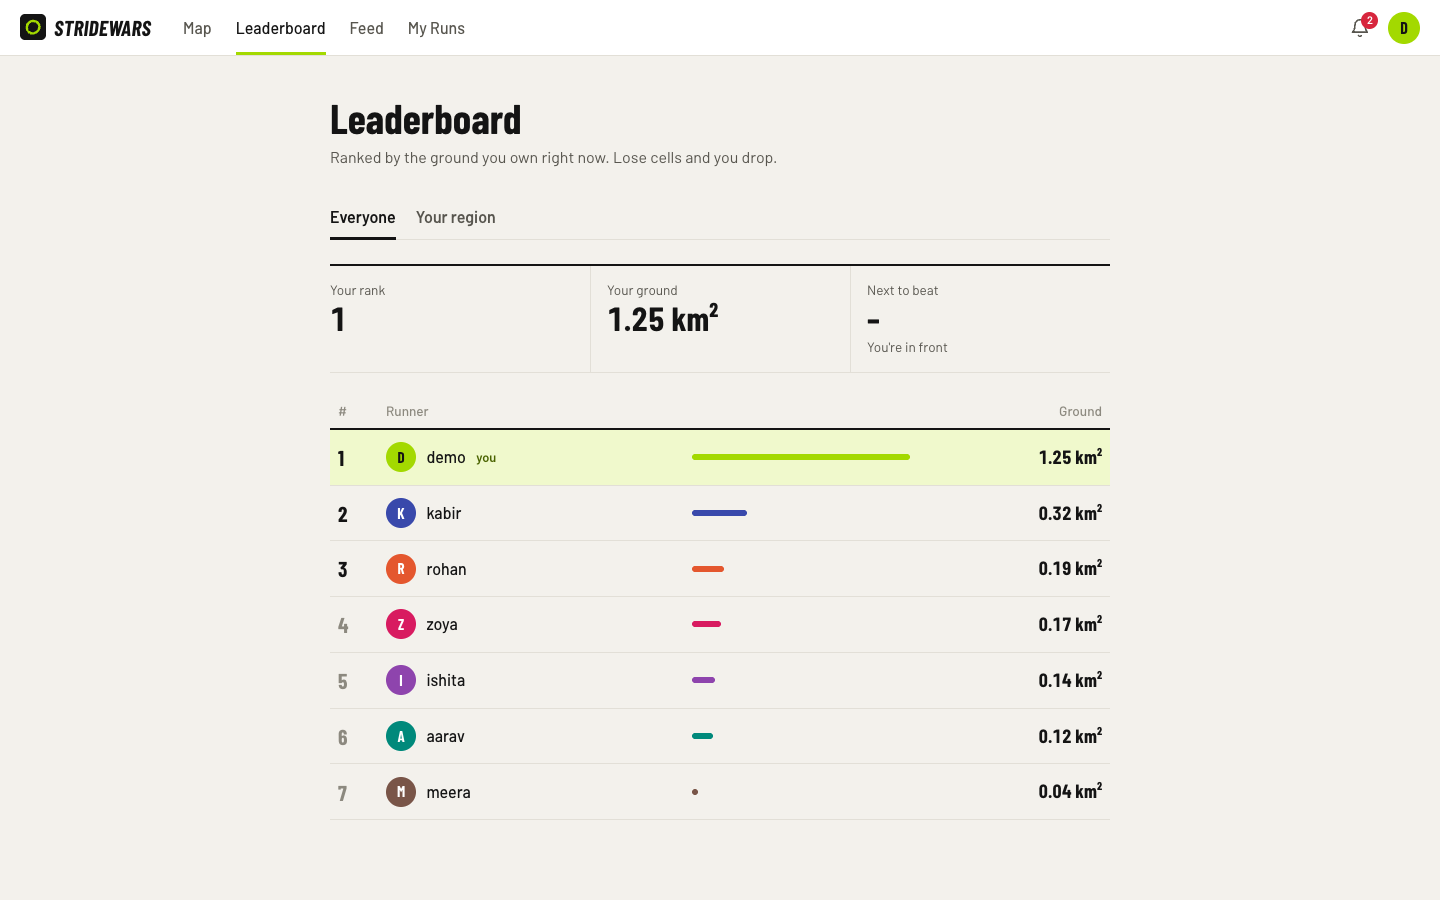 STRIDEWARS Map Leaderboard Feed My Runs 2 D
Leaderboard
Ranked by the ground you own right now. Lose cells and you drop.
Everyone Your region
Your rank Your ground Next to beat
1 1.25 km² –
You're in front
# Runner Ground
1 D demo you 1.25 km²
2 K kabir 0.32 km²
3 R rohan 0.19 km²
4 Z zoya 0.17 km²
5 I ishita 0.14 km²
6 A aarav 0.12 km²
7 M meera 0.04 km²